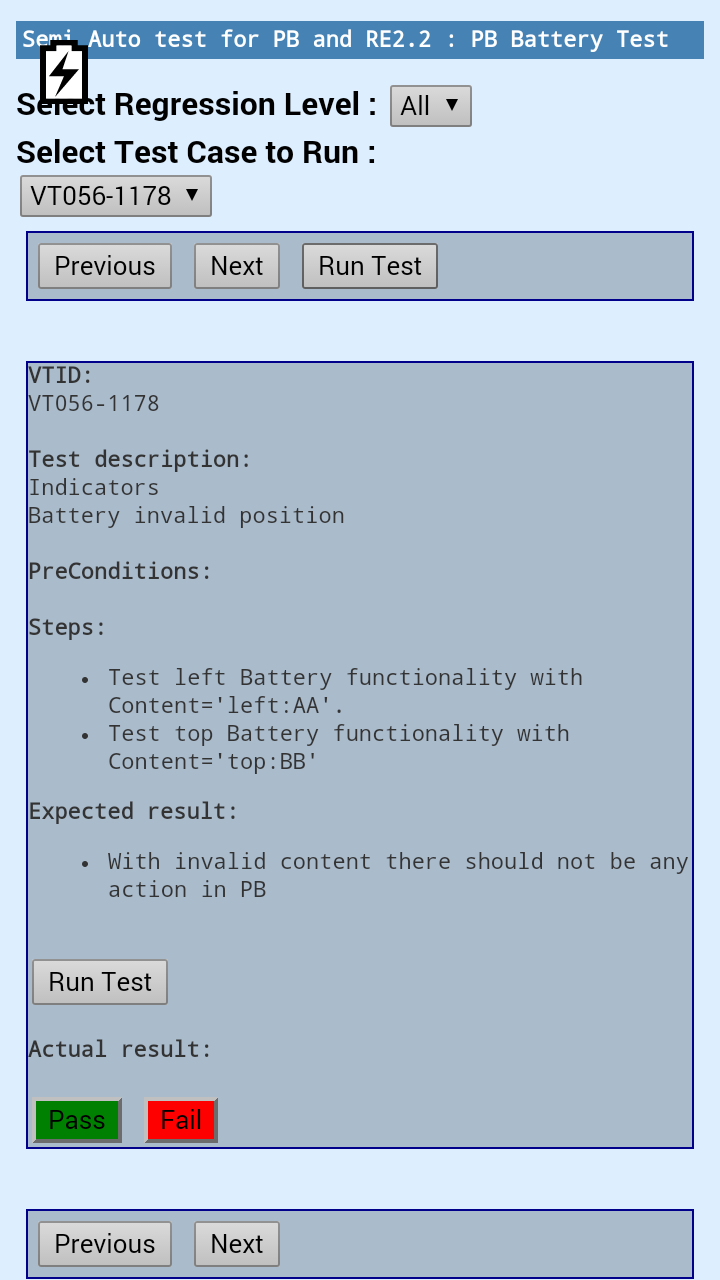 Semi Auto test for PB and RE2.2 : PB Battery Test
Select Regression Level : All
Select Test Case to Run :
VT056-1178
Previous Next Run Test
VTID:
VT056-1178
Test description:
Indicators
Battery invalid position
PreConditions:
Steps:
• Test left Battery functionality with
Content='left:AA'.
• Test top Battery functionality with
Content='top:BB'
Expected result:
• With invalid content there should not be any
action in PB
Run Test
Actual result:
Pass Fail
Previous Next